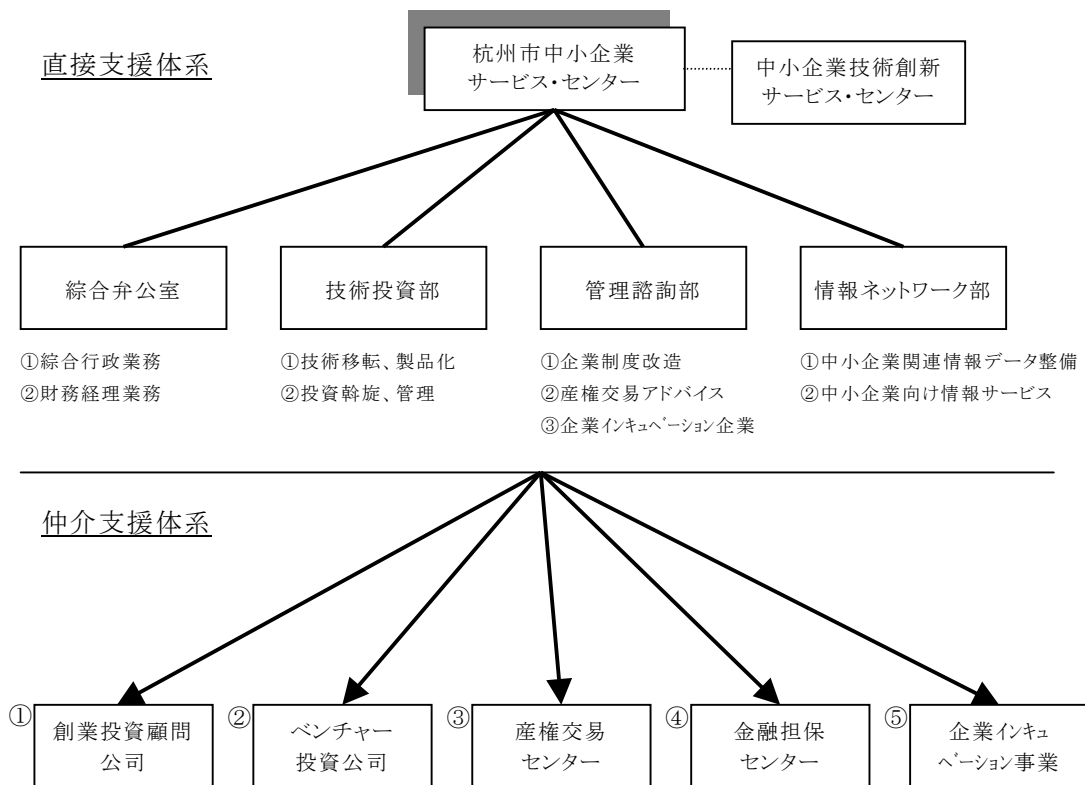 直接支援体系
杭州市中小企業
サービス・センター
中小企業技術創新
サービス・センター
綜合弁公室
技術投資部
管理諮詢部
情報ネットワーク部
①綜合行政業務
②財務経理業務
①技術移転、製品化
②投資斡旋、管理
①企業制度改造
②産権交易アドバイス
③企業インキュベーション企業
①中小企業関連情報データ整備
②中小企業向け情報サービス
仲介支援体系
①
創業投資顧問
公司
②
ベンチャー
投資公司
③
産権交易
センター
④
金融担保
センター
⑤
企業インキュ
ベーション事業